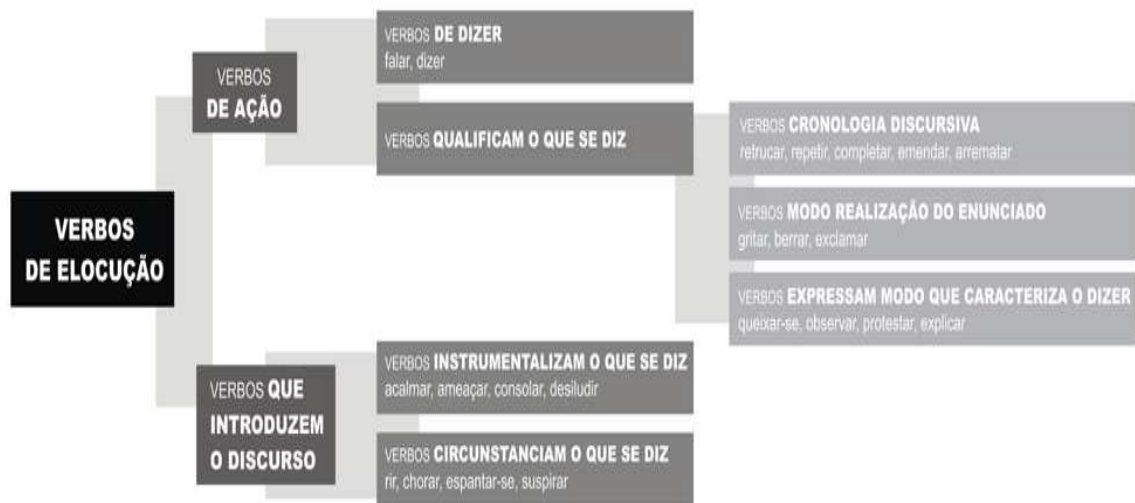 VERBOS
DE ELOCUÇÃO
VERBOS
DE AÇÃO
VERBOS DE DIZER
falar, dizer
VERBOS QUALIFICAM O QUE SE DIZ
VERBOS CRONOLOGIA DISCURSIVA
retrucar, repetir, completar, emendar, arrematar
VERBOS MODO REALIZAÇÃO DO ENUNCIADO
gritar, berrar, exclamar
VERBOS EXPRESSAM MODO QUE CARACTERIZA O DIZER
queixar-se, observar, protestar, explicar
VERBOS QUE
INTRODUZEM
O DISCURSO
VERBOS INSTRUMENTALIZAM O QUE SE DIZ
acalmar, ameaçar, consolar, desiludir
VERBOS CIRCUNSTANCIAM O QUE SE DIZ
rir, chorar, espantar-se, suspirar